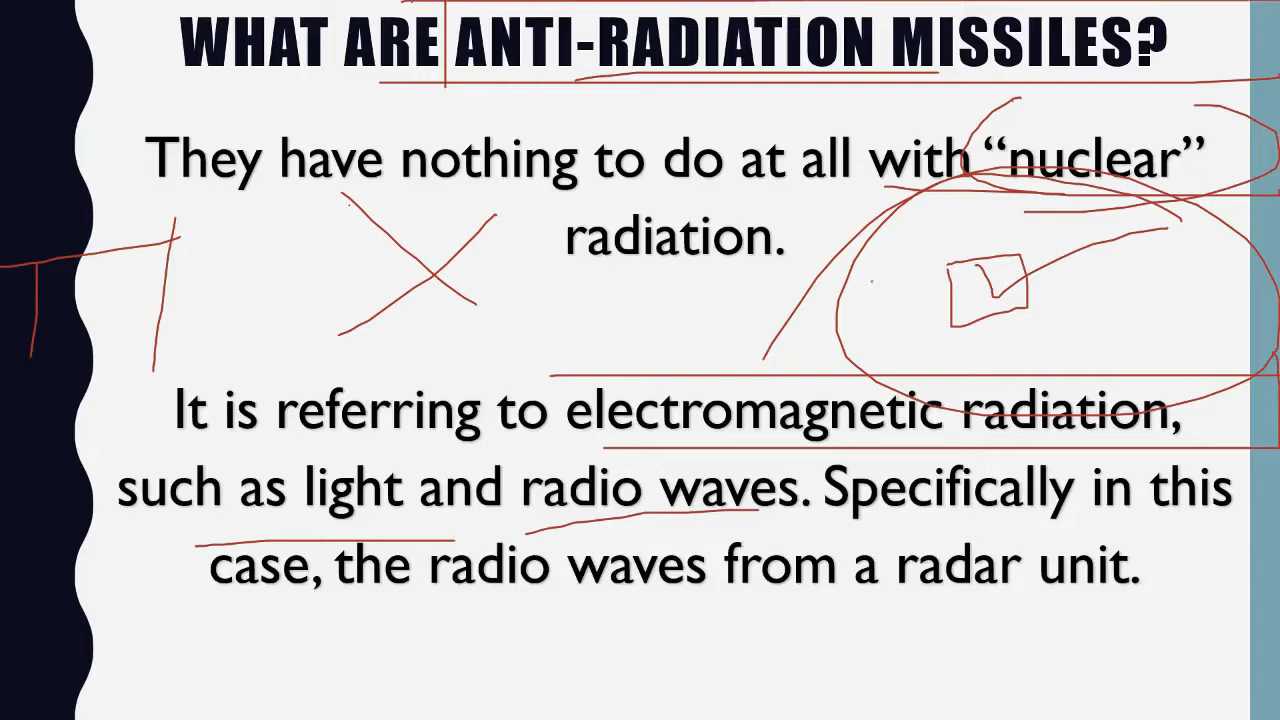 WHAT ARE ANTI-RADIATION MISSILES?
They have nothing to do at all with “nuclear”
radiation.
It is referring to electromagnetic radiation,
such as light and radio waves. Specifically in this
case, the radio waves from a radar unit.